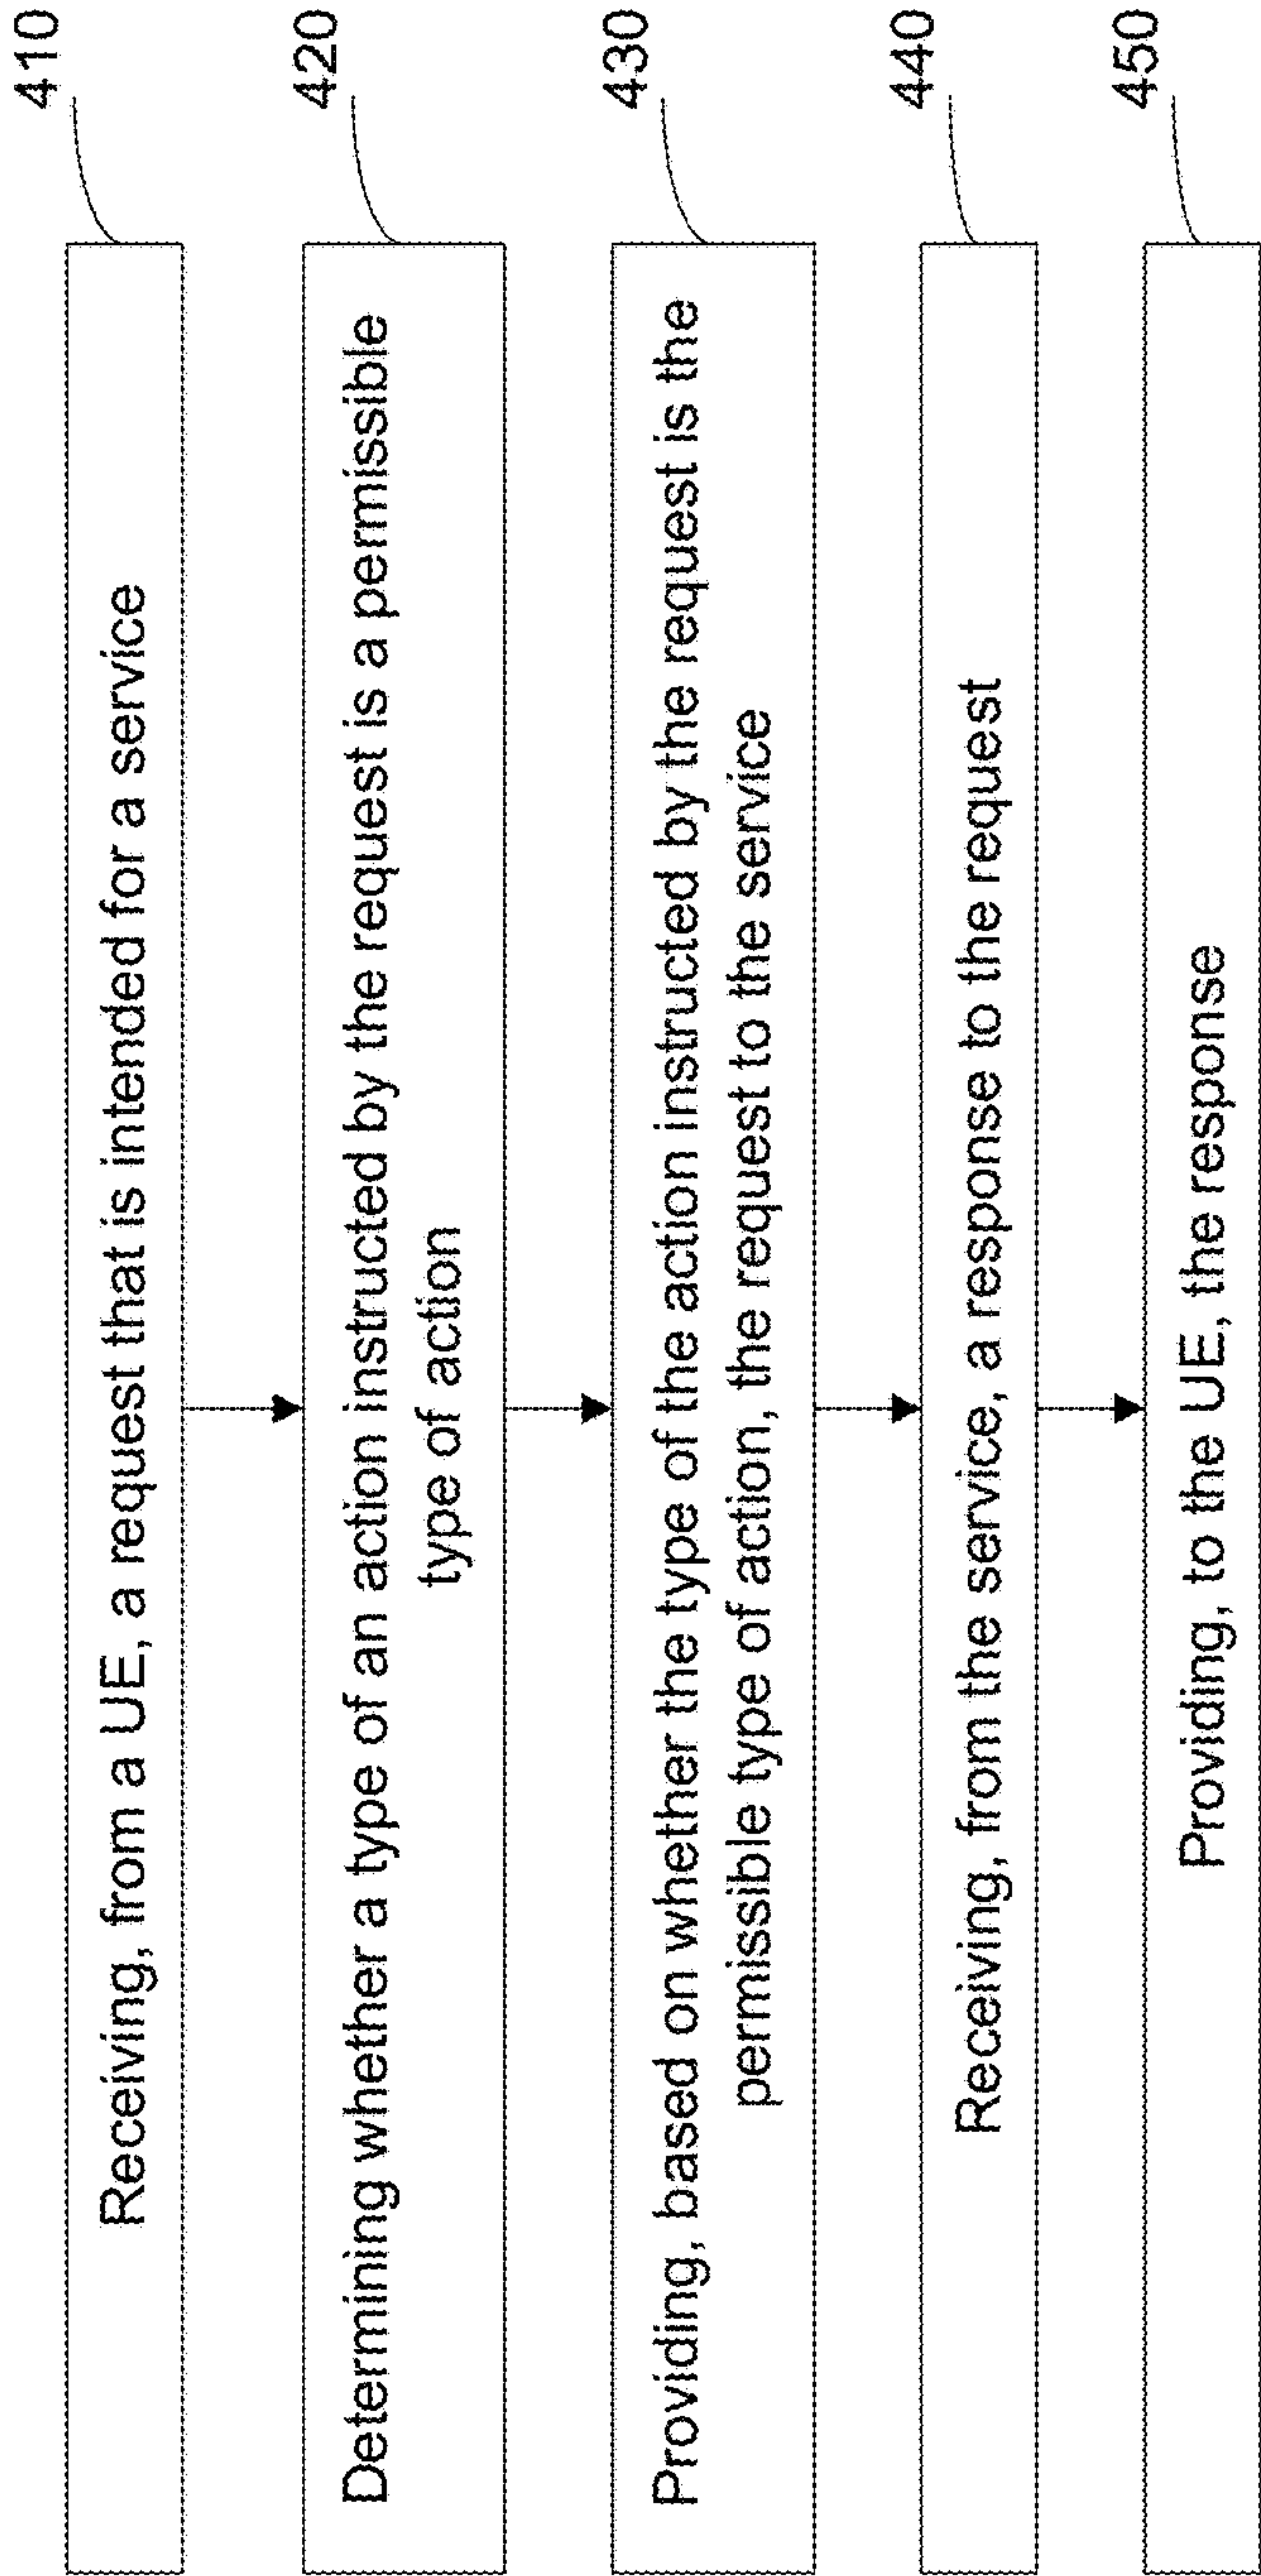 410
Receiving, from a UE, a request that is intended for a service
420
Determining whether a type of an action instructed by the request is a permissible
type of action
430
Providing, based on whether the type of the action instructed by the request is the
permissible type of action, the request to the service
440
Receiving, from the service, a response to the request
450
Providing, to the UE, the response